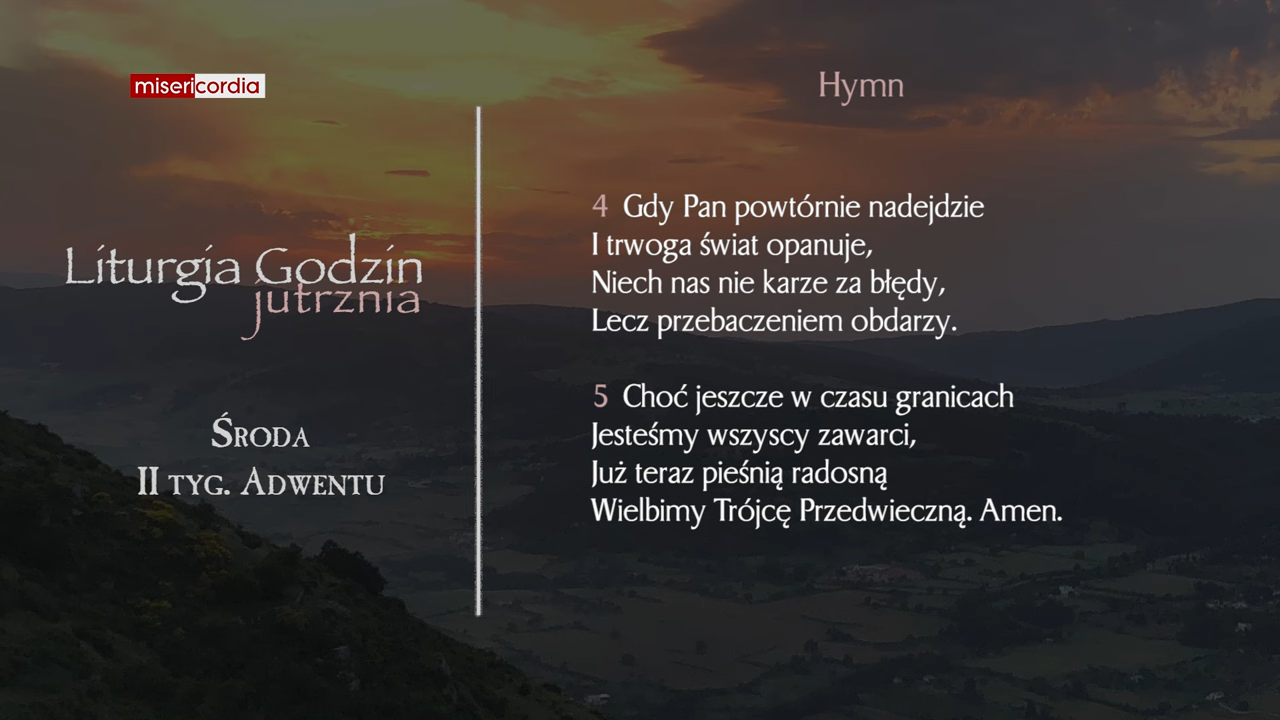 misericordia
Liturgia Godzin
jutrznia
Środa
II tyg. Adwentu
Hymn
4 Gdy Pan powtórnie nadejdzie
I trwoga świat opanuje,
Niech nas nie karze za błędy,
Lecz przebaczeniem obdarzy.
5 Choć jeszcze w czasu granicach
Jesteśmy wszyscy zawarci,
Już teraz pieśnią radosną
Wielbimy Trójcę Przedwieczną. Amen.